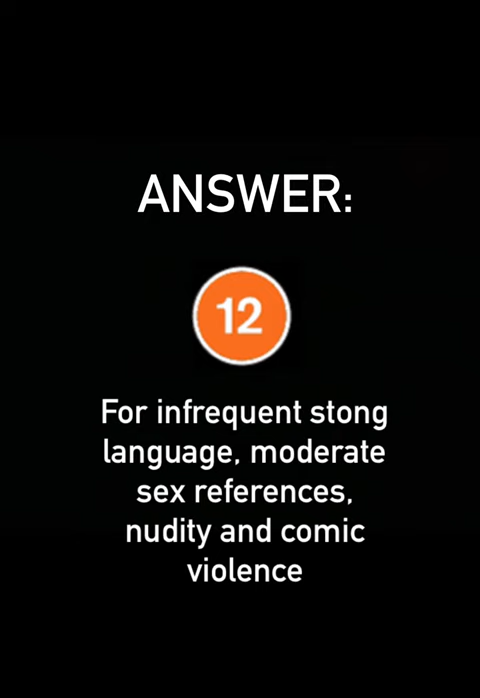 ANSWER:
12
For infrequent stong
language, moderate
sex references,
nudity and comic
violence